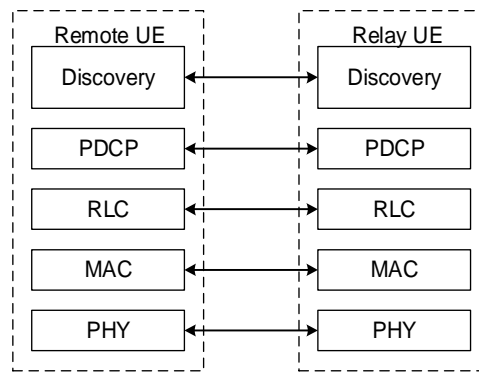 Remote UE
Relay UE
Discovery
Discovery
PDCP
PDCP
RLC
RLC
MAC
MAC
PHY
PHY